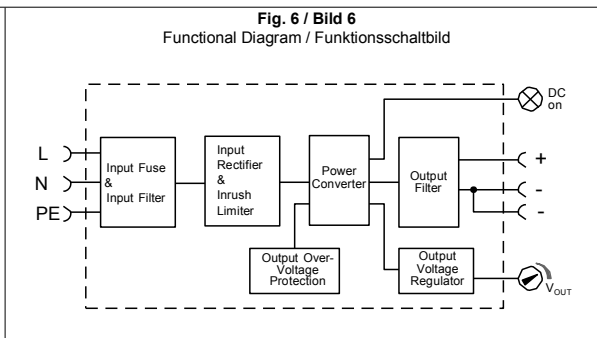 Fig. 6 / Bild 6
Functional Diagram / Funktionsschaltbild
DC
on
L
N
PE
Input Fuse
&
Input Filter
Input
Rectifier
&
Inrush
Limiter
Power
Converter
Output
Filter
+
-
-
Output Over-
Voltage
Protection
Output
Voltage
Regulator
VOUT